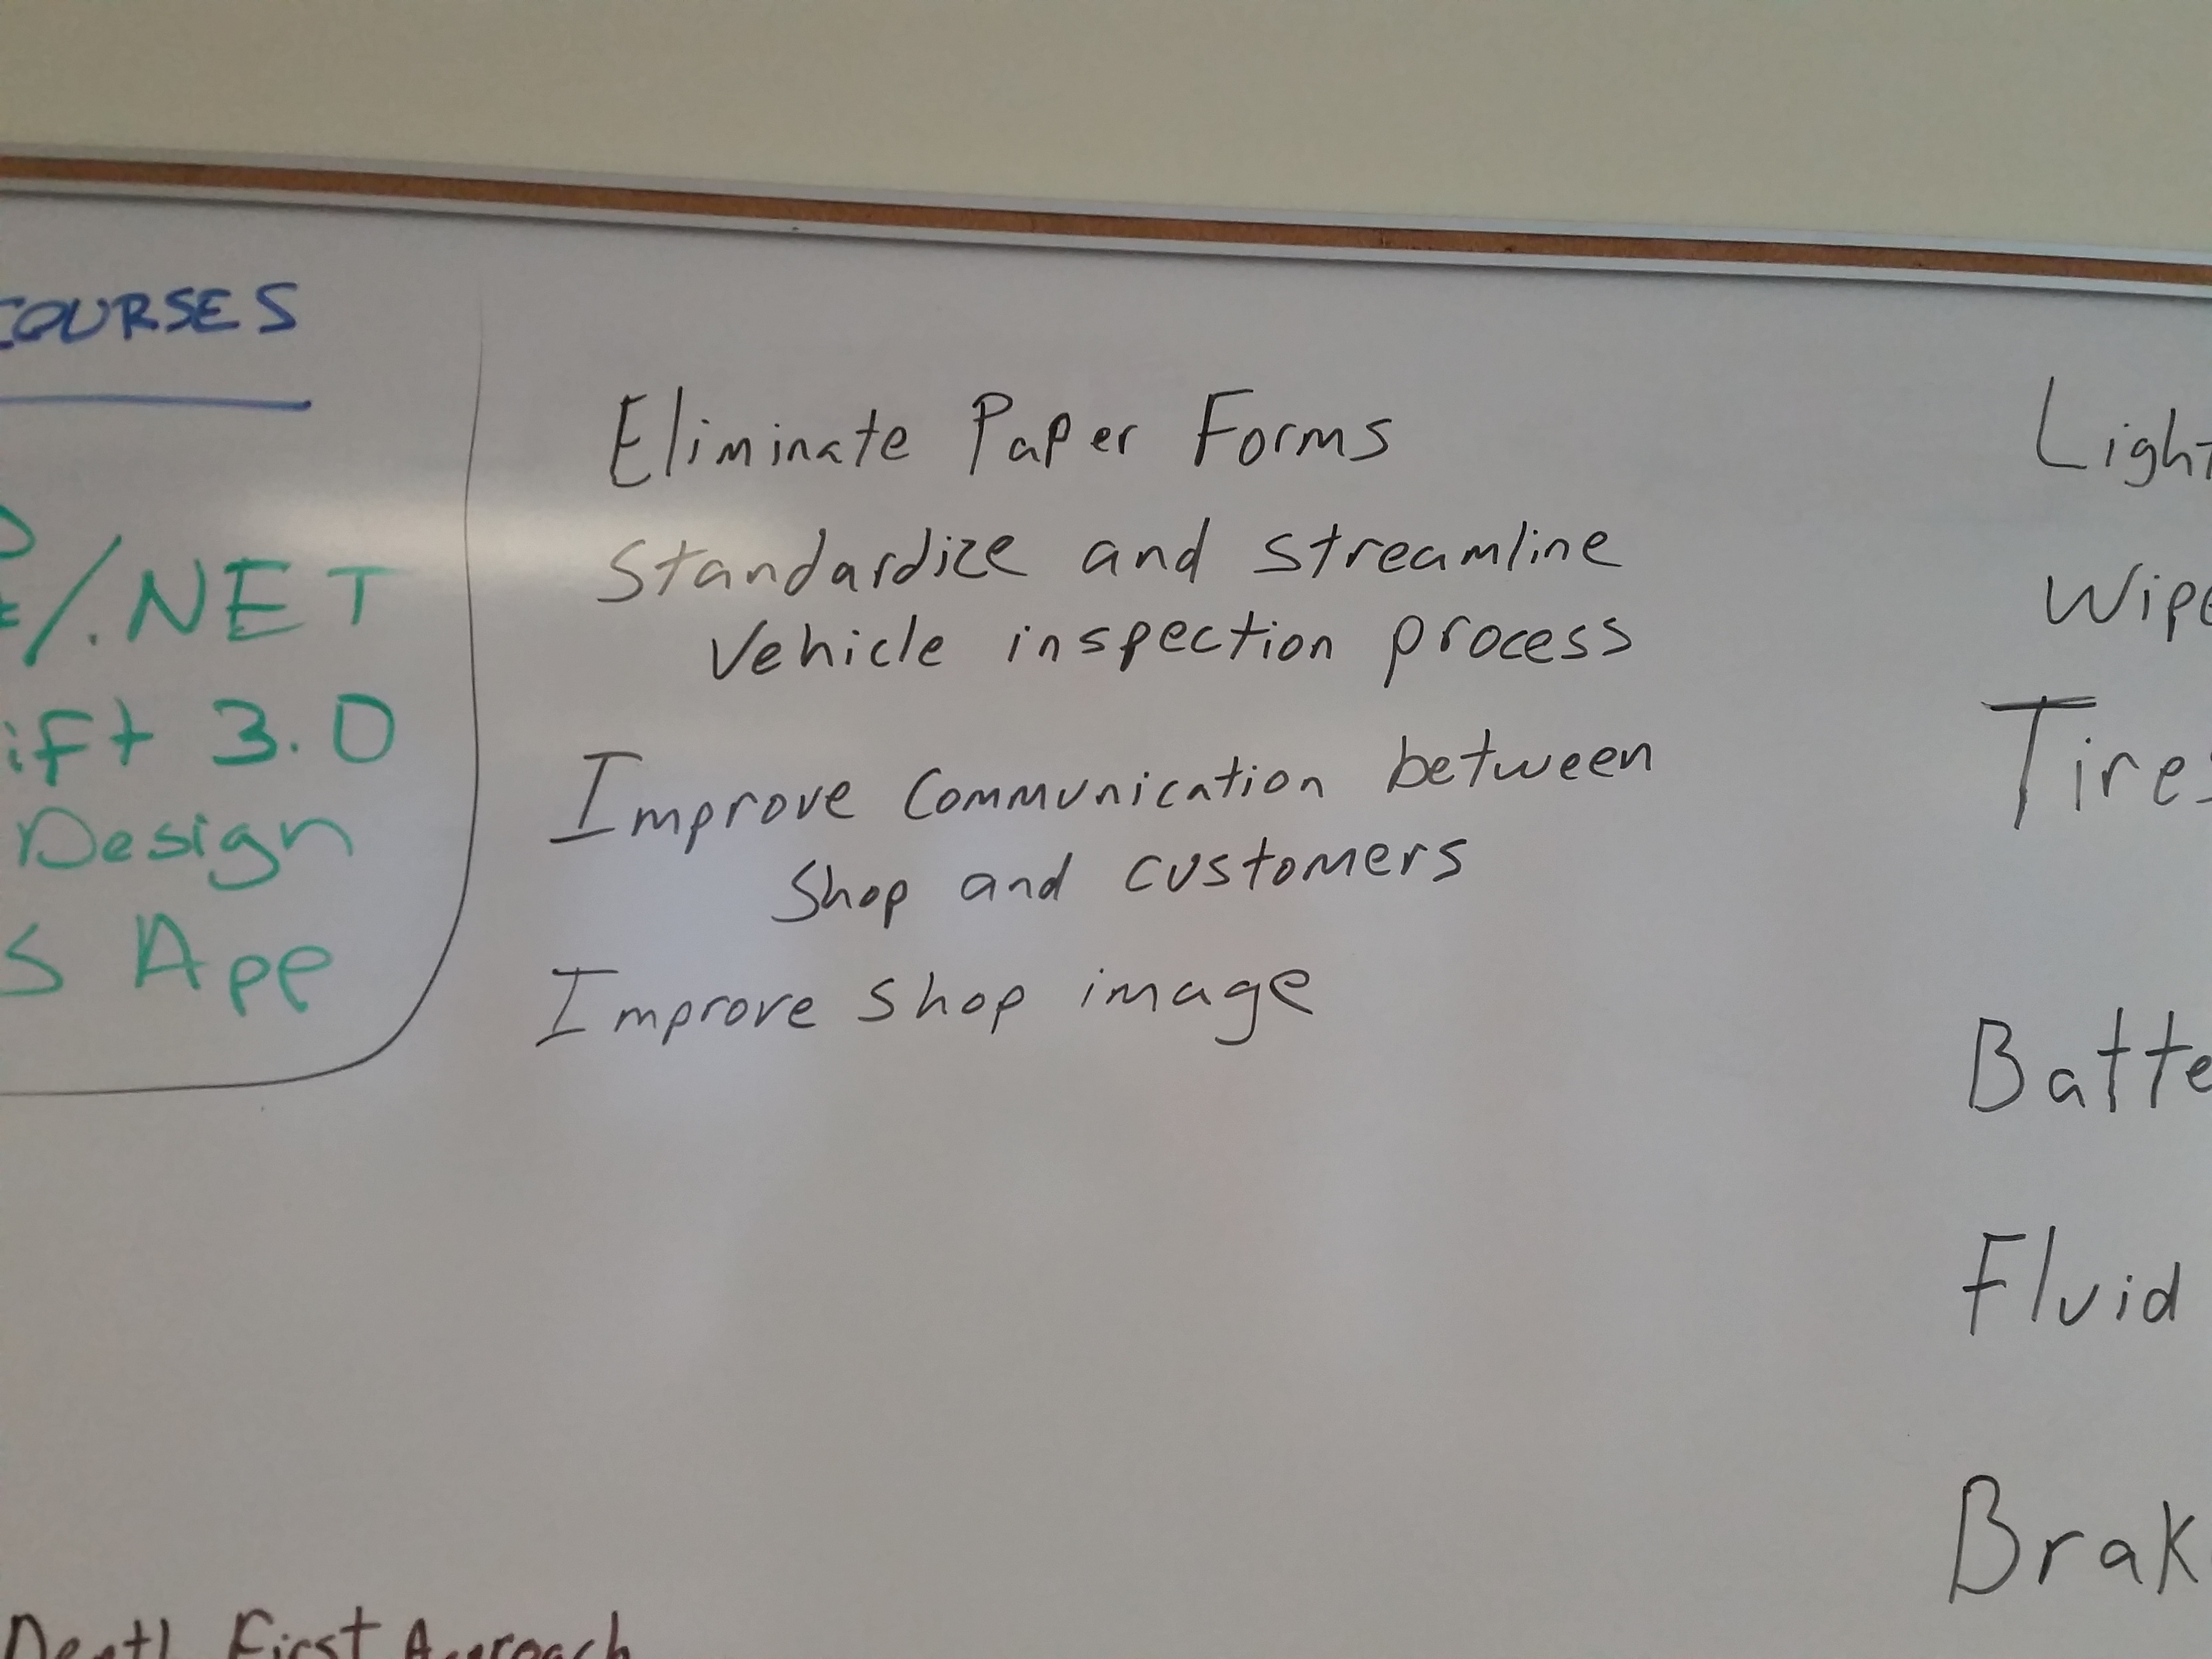 COURSES
/.NET
ift 3.0
Design
S App
Eliminate Paper Forms
Standardize and streamline
Vehicle inspection process
Improve Communication between
Shop and customers
Improve shop image
Light
Wipe
Tires
Batte
Fluid
Brak
Depth First Approach